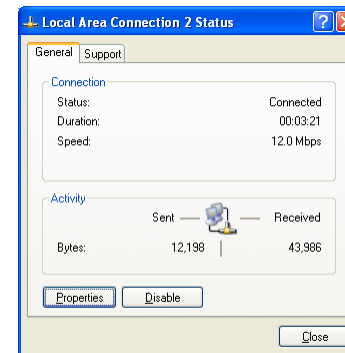 Local Area Connection 2 Status
General Support
Connection
Status: Connected
Duration: 00:03:21
Speed: 12.0 Mbps
Activity
Sent Received
Bytes: 12,198 43,986
Properties Disable
Close